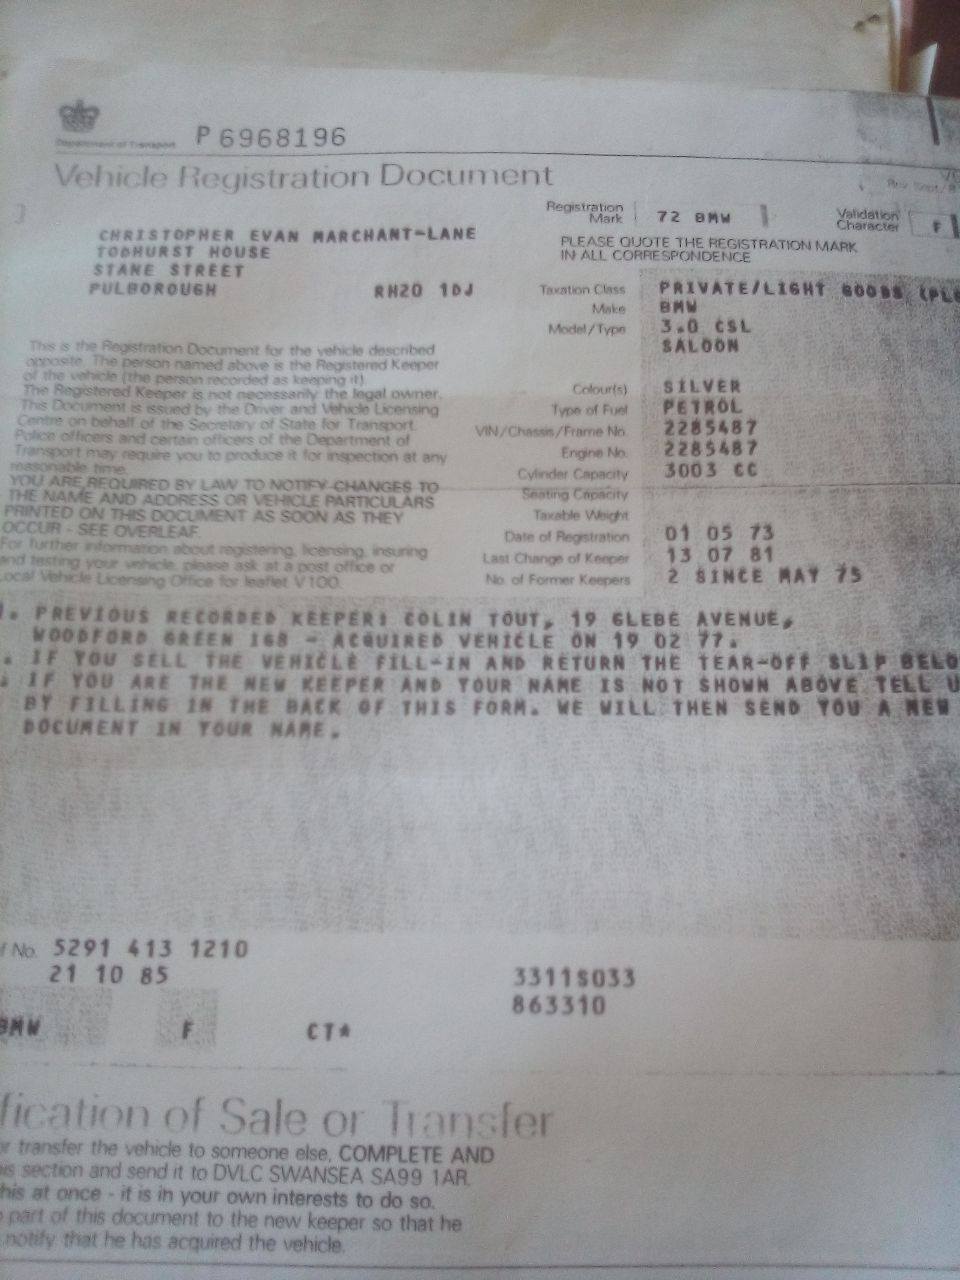 Department of Transport
P 6968196
Vehicle Registration Document
Registration Mark 72 BMW
Validation Character F
PLEASE QUOTE THE REGISTRATION MARK
IN ALL CORRESPONDENCE
CHRISTOPHER EVAN MARCHANT-LANE
TODHURST HOUSE
STANE STREET
PULBOROUGH RH20 1DJ
Taxation Class PRIVATE/LIGHT GOODS
Make BMW
Model/Type 3.0 CSL
SALOON
Colour(s) SILVER
Type of Fuel PETROL
VIN/Chassis/Frame No. 2285487
Engine No. 2285487
Cylinder Capacity 3003 CC
Seating Capacity
Taxable Weight
Date of Registration 01 05 73
Last Change of Keeper 13 07 81
No. of Former Keepers 2 SINCE MAY 75
This is the Registration Document for the vehicle described
opposite. The person named above is the Registered Keeper
of the vehicle (the person recorded as keeping it).
The Registered Keeper is not necessarily the legal owner.
This Document is issued by the Driver and Vehicle Licensing
Centre on behalf of the Secretary of State for Transport.
Police officers and certain officers of the Department of
Transport may require you to produce it for inspection at any
reasonable time.
YOU ARE REQUIRED BY LAW TO NOTIFY CHANGES TO
THE NAME AND ADDRESS OR VEHICLE PARTICULARS
PRINTED ON THIS DOCUMENT AS SOON AS THEY
OCCUR - SEE OVERLEAF.
For further information about registering, licensing, insuring
and testing your vehicle, please ask at a post office or
Local Vehicle Licensing Office for leaflet V100.
1. PREVIOUS RECORDED KEEPER: COLIN TOUT, 19 GLEBE AVENUE,
WOODFORD GREEN IG8 - ACQUIRED VEHICLE ON 19 02 77.
. IF YOU SELL THE VEHICLE FILL-IN AND RETURN THE TEAR-OFF SLIP BELO
. IF YOU ARE THE NEW KEEPER AND YOUR NAME IS NOT SHOWN ABOVE TELL U
BY FILLING IN THE BACK OF THIS FORM. WE WILL THEN SEND YOU A NEW
DOCUMENT IN YOUR NAME.
f No. 5291 413 1210
21 10 85
3311S033
863310
BMW F CT*
fication of Sale or Transfer
or transfer the vehicle to someone else, COMPLETE AND
is section and send it to DVLC SWANSEA SA99 1AR.
his at once - it is in your own interests to do so.
part of this document to the new keeper so that he
notify that he has acquired the vehicle.